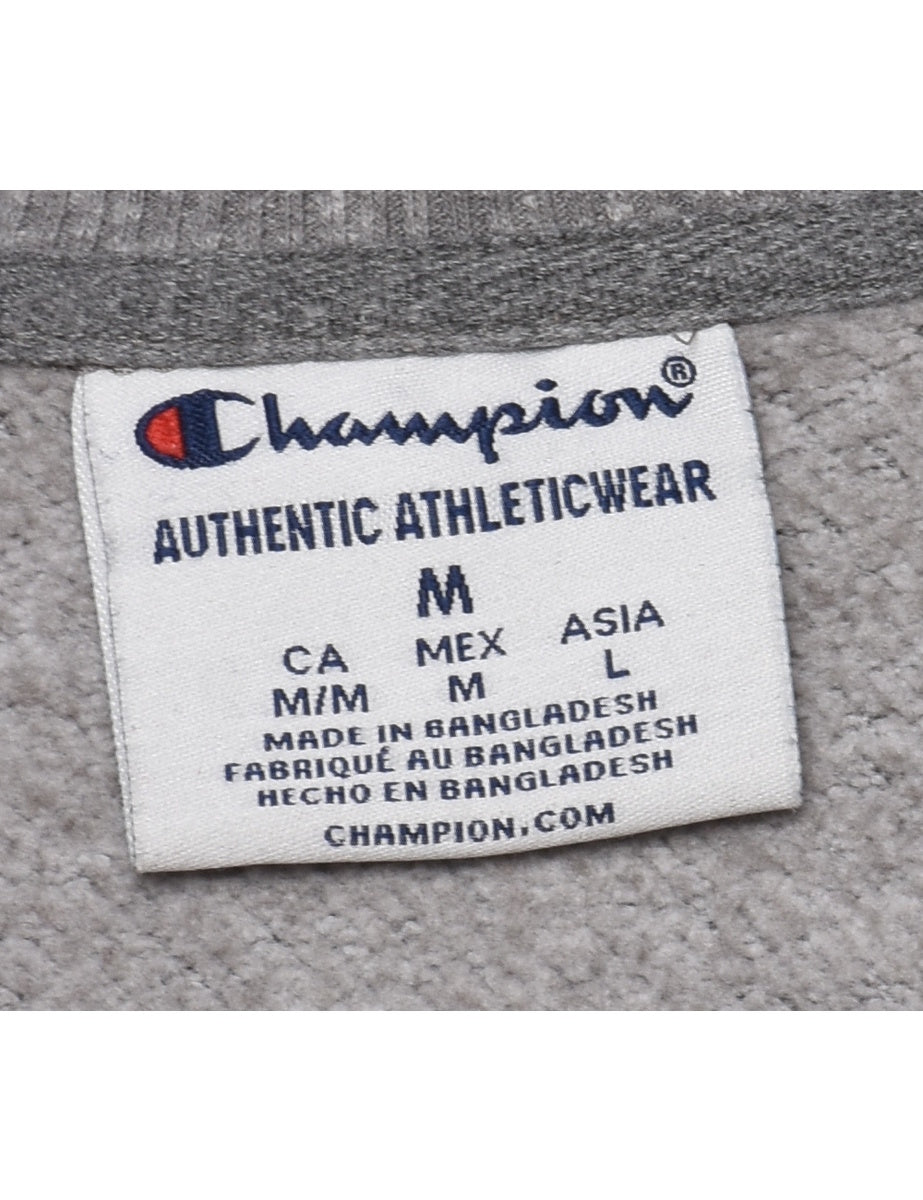 Champion®
AUTHENTIC ATHLETICWEAR
M
CA MEX ASIA
M/M M L
MADE IN BANGLADESH
FABRIQUÉ AU BANGLADESH
HECHO EN BANGLADESH
CHAMPION.COM